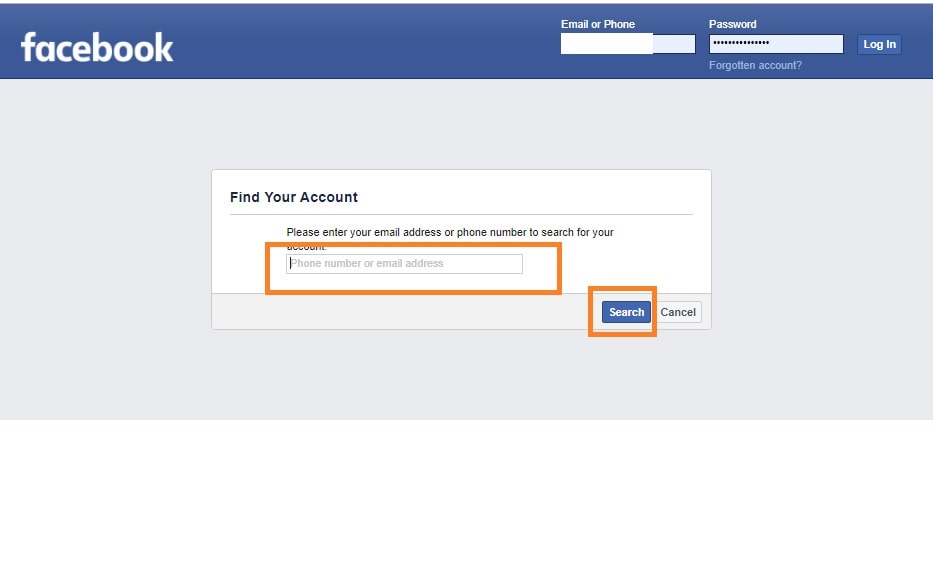 facebook
Email or Phone
Password
••••••••••••••
Log In
Forgotten account?
Find Your Account
Please enter your email address or phone number to search for your
account.
Phone number or email address
Search
Cancel